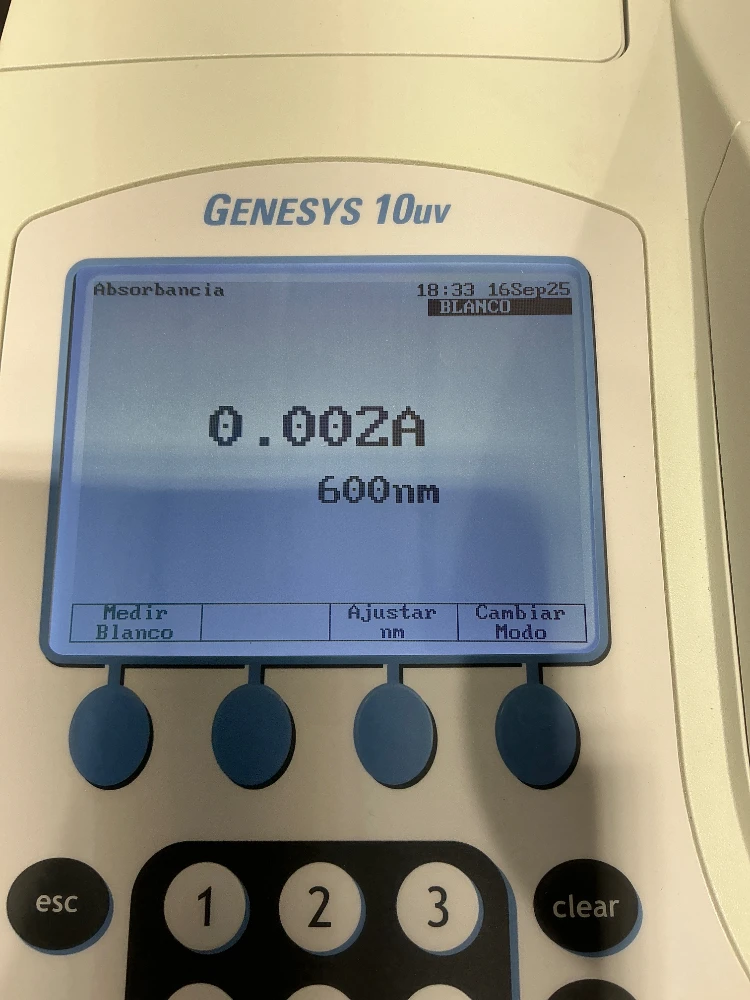 GENESYS 10uv
Absorbancia 18:33 16Sep25
BLANCO
0.002A
600nm
Medir Blanco
Ajustar nm
Cambiar Modo
esc 1 2 3 clear